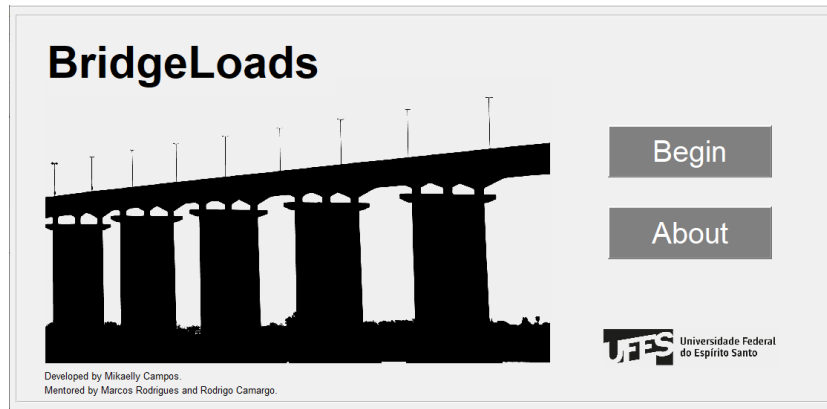 BridgeLoads
Begin
About
UFES Universidade Federal
do Espírito Santo
Developed by Mikaelly Campos.
Mentored by Marcos Rodrigues and Rodrigo Camargo.